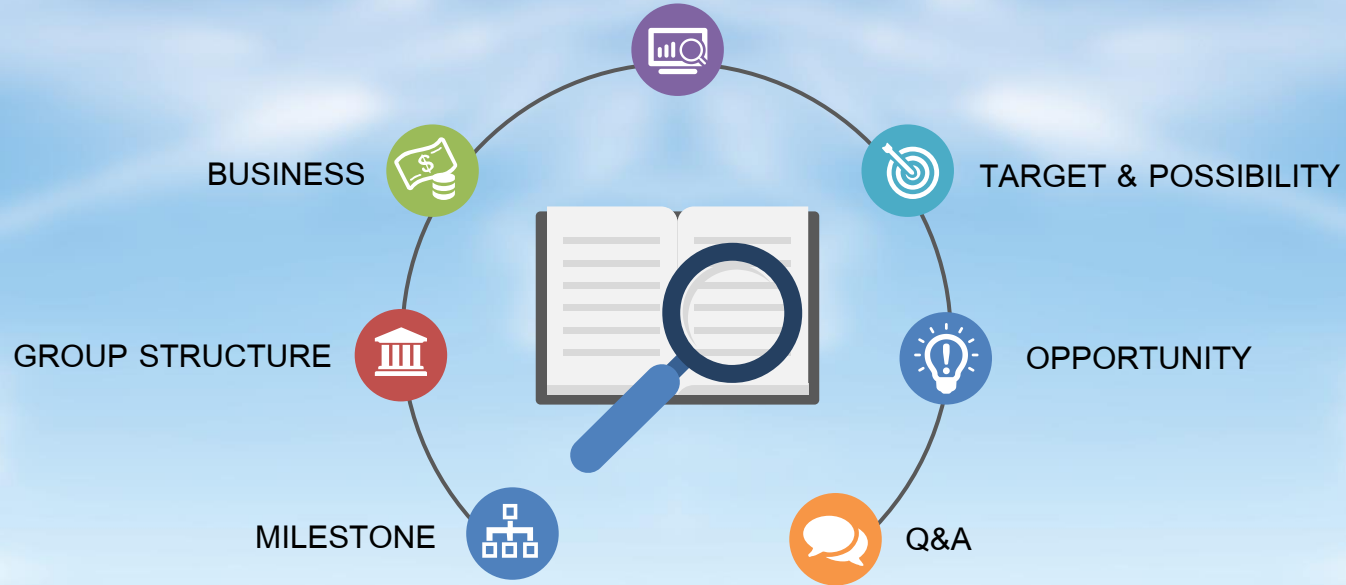 BUSINESS
TARGET & POSSIBILITY
GROUP STRUCTURE
OPPORTUNITY
MILESTONE
Q&A